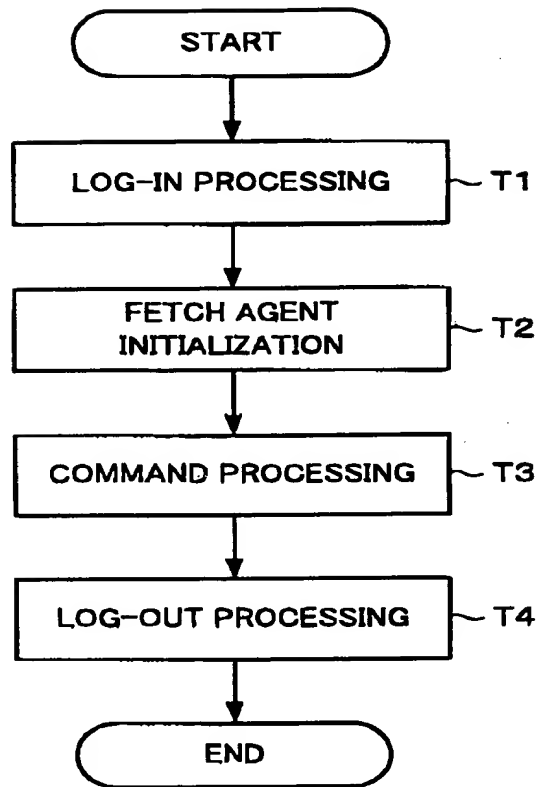 START
LOG-IN PROCESSING
T1
FETCH AGENT
INITIALIZATION
T2
COMMAND PROCESSING
T3
LOG-OUT PROCESSING
T4
END